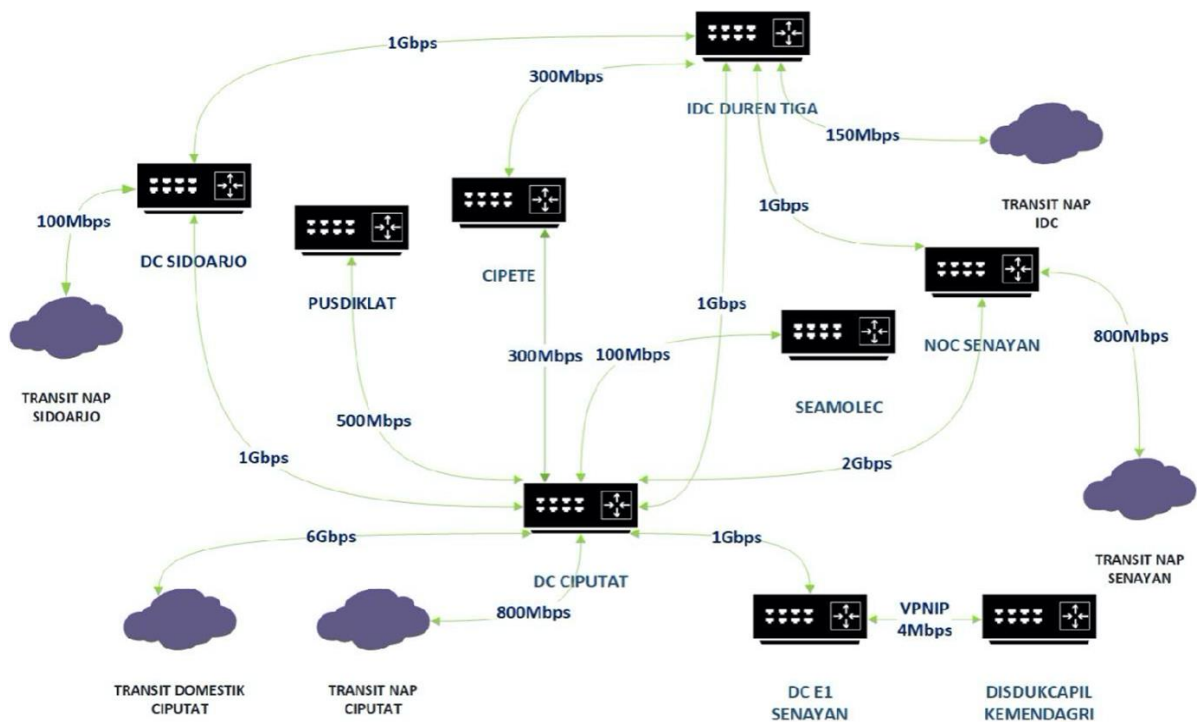 1Gbps
300Mbps
IDC DUREN TIGA
150Mbps
TRANSIT NAP
IDC
100Mbps
DC SIDOARJO
PUSDIKLAT
CIPETE
1Gbps
NOC SENAYAN
1Gbps
800Mbps
300Mbps
100Mbps
SEAMOLEC
TRANSIT NAP
SIDOARJO
500Mbps
1Gbps
2Gbps
6Gbps
1Gbps
TRANSIT NAP
SENAYAN
DC CIPUTAT
800Mbps
VPNIP
4Mbps
TRANSIT DOMESTIK
CIPUTAT
TRANSIT NAP
CIPUTAT
DC E1
SENAYAN
DISDUKCAPIL
KEMENDAGRI